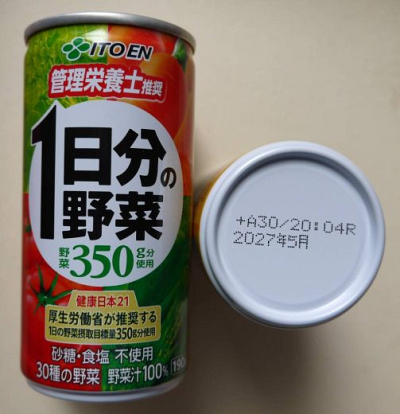 ITO EN
管理栄養士推奨
1日分の
野菜
野菜350g分使用
健康日本21
厚生労働省が推奨する
1日の野菜摂取目標量350g分使用
砂糖・食塩 不使用
30種の野菜 野菜汁100%
190
+A30/20:04R
2027年5月